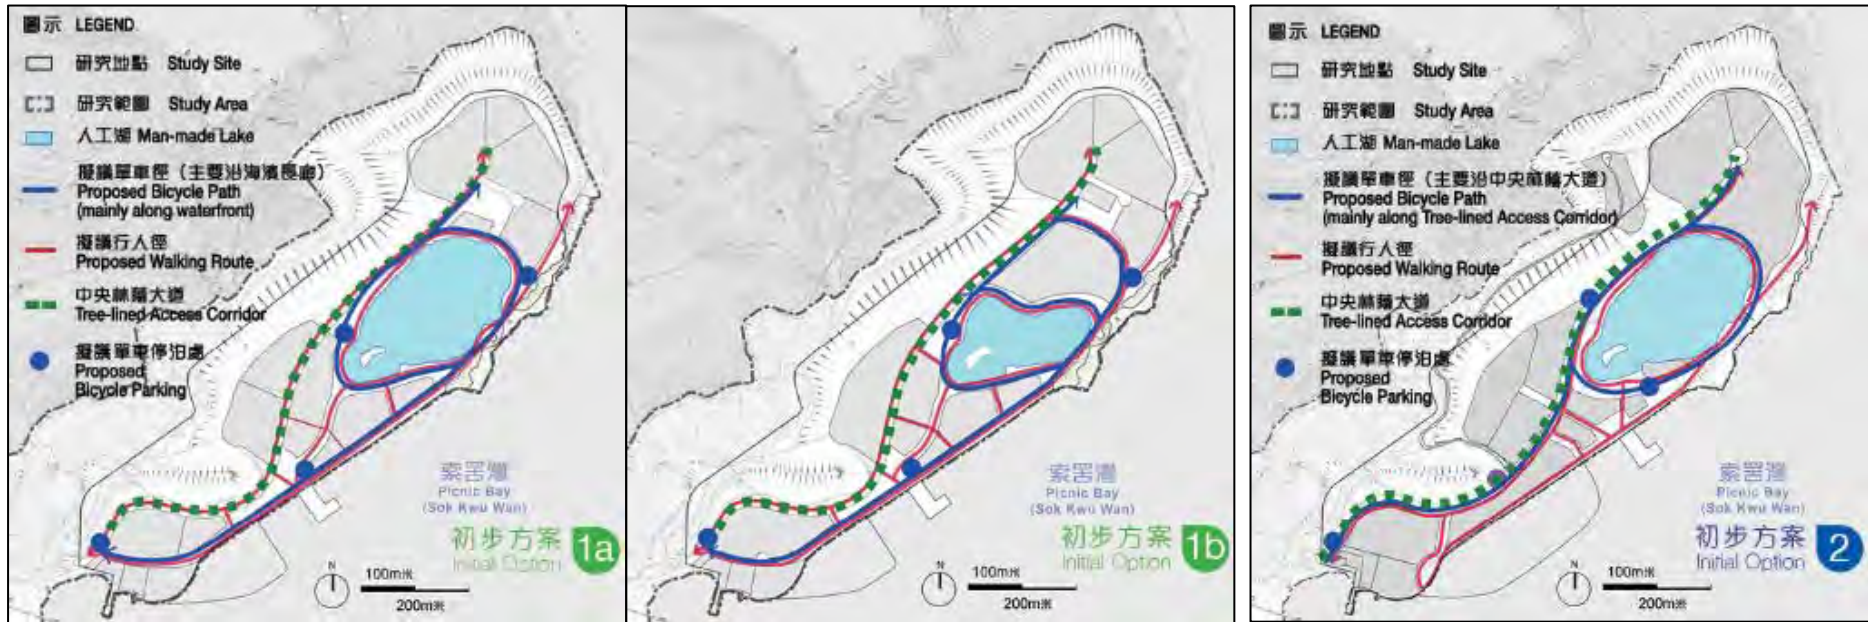 圖示 LEGEND
研究地點 Study Site
研究範圍 Study Area
人工湖 Man-made Lake
擬議單車徑（主要沿海濱長廊）
Proposed Bicycle Path
(mainly along waterfront)
擬議行人徑
Proposed Walking Route
中央林蔭大道
Tree-lined Access Corridor
擬議單車停泊處
Proposed
Bicycle Parking
索罟灣
Picnic Bay
(Sok Kwu Wan)
初步方案 1a
Initial Option
N
100m米
200m米
索罟灣
Picnic Bay
(Sok Kwu Wan)
初步方案 1b
Initial Option
N
100m米
200m米
圖示 LEGEND
研究地點 Study Site
研究範圍 Study Area
人工湖 Man-made Lake
擬議單車徑（主要沿中央林蔭大道）
Proposed Bicycle Path
(mainly along Tree-lined Access Corridor)
擬議行人徑
Proposed Walking Route
中央林蔭大道
Tree-lined Access Corridor
擬議單車停泊處
Proposed
Bicycle Parking
索罟灣
Picnic Bay
(Sok Kwu Wan)
初步方案 2
Initial Option
N
100m米
200m米